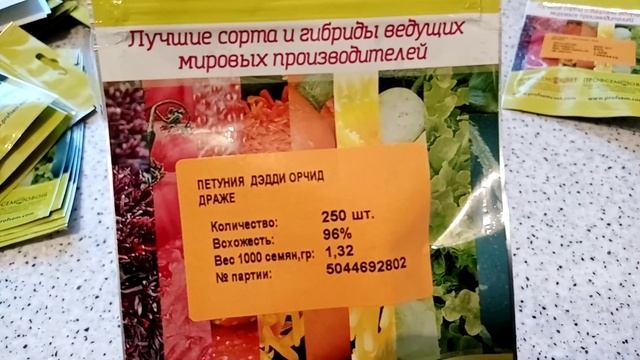 Лучшие сорта и гибриды ведущих
мировых производителей
ПЕТУНИЯ ДЭДДИ ОРЧИД
ДРАЖЕ
Количество: 250 шт.
Всхожесть: 96%
Вес 1000 семян,гр: 1,32
№ партии: 5044692802